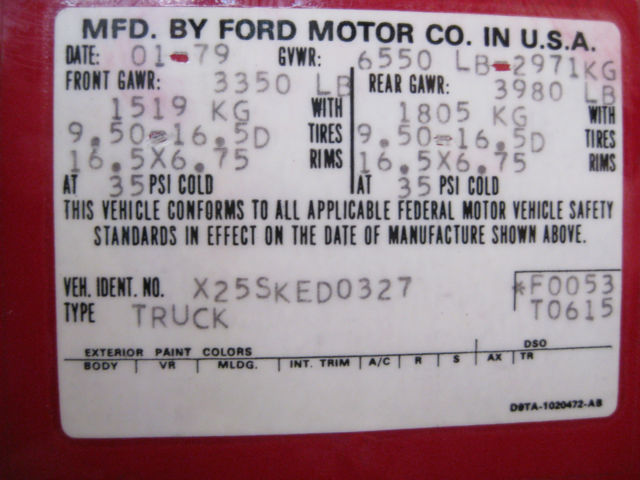 MFD. BY FORD MOTOR CO. IN U.S.A.
DATE: 01-79 GVWR: 6550 LB-2971KG
FRONT GAWR: 3350 LB REAR GAWR: 3980 LB
1519 KG WITH 1805 KG WITH
9.50-16.5D TIRES 9.50-16.5D TIRES
16.5X6.75 RIMS 16.5X6.75 RIMS
AT 35 PSI COLD AT 35 PSI COLD
THIS VEHICLE CONFORMS TO ALL APPLICABLE FEDERAL MOTOR VEHICLE SAFETY
STANDARDS IN EFFECT ON THE DATE OF MANUFACTURE SHOWN ABOVE.
VEH. IDENT. NO. X25SKED0327 *F0053
TYPE TRUCK T0615
EXTERIOR PAINT COLORS DSO
BODY VR MLDG. INT. TRIM A/C R S AX TR
D9TA-1020472-AB